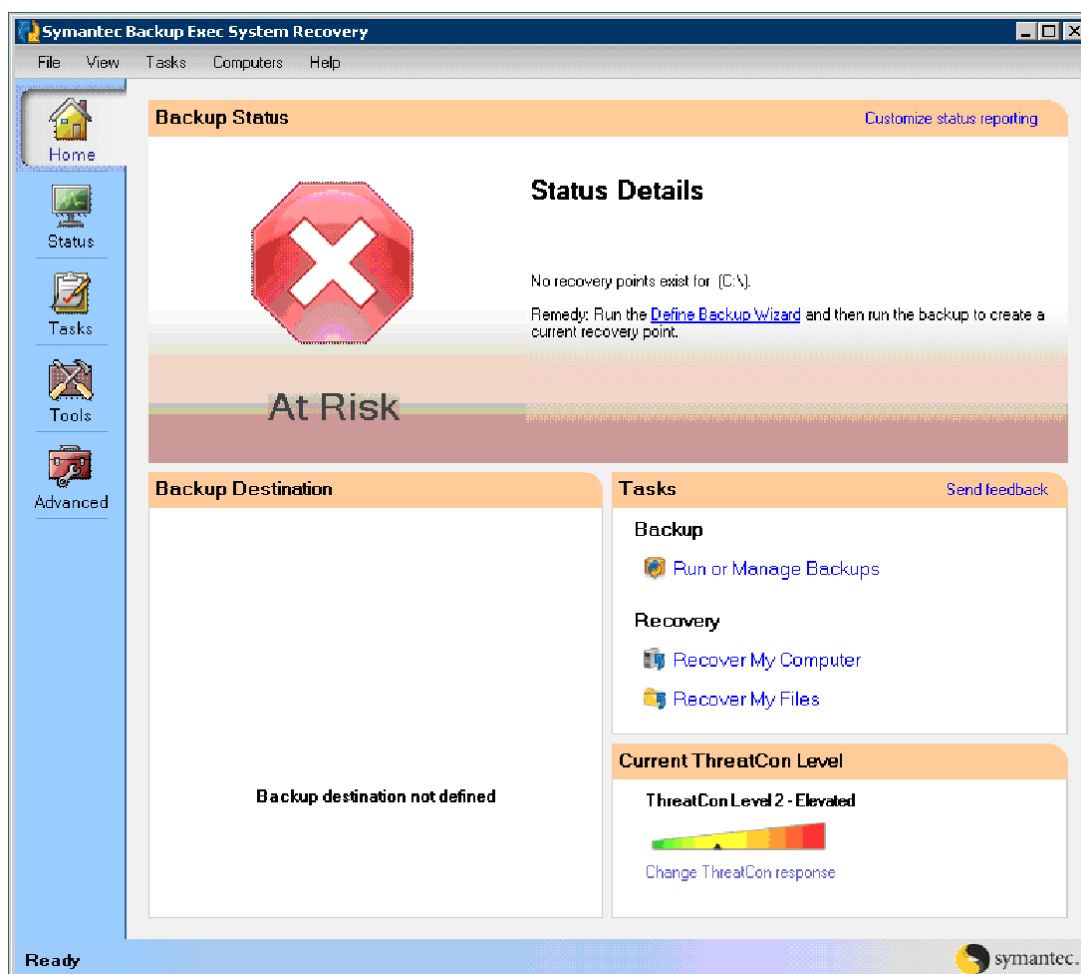 Symantec Backup Exec System Recovery
File View Tasks Computers Help
Home
Status
Tasks
Tools
Advanced
Backup Status
Customize status reporting
Status Details
No recovery points exist for (C:\).
Remedy: Run the Define Backup Wizard and then run the backup to create a
current recovery point.
At Risk
Backup Destination
Backup destination not defined
Tasks
Send feedback
Backup
Run or Manage Backups
Recovery
Recover My Computer
Recover My Files
Current ThreatCon Level
ThreatCon Level 2 - Elevated
Change ThreatCon response
Ready
symantec.